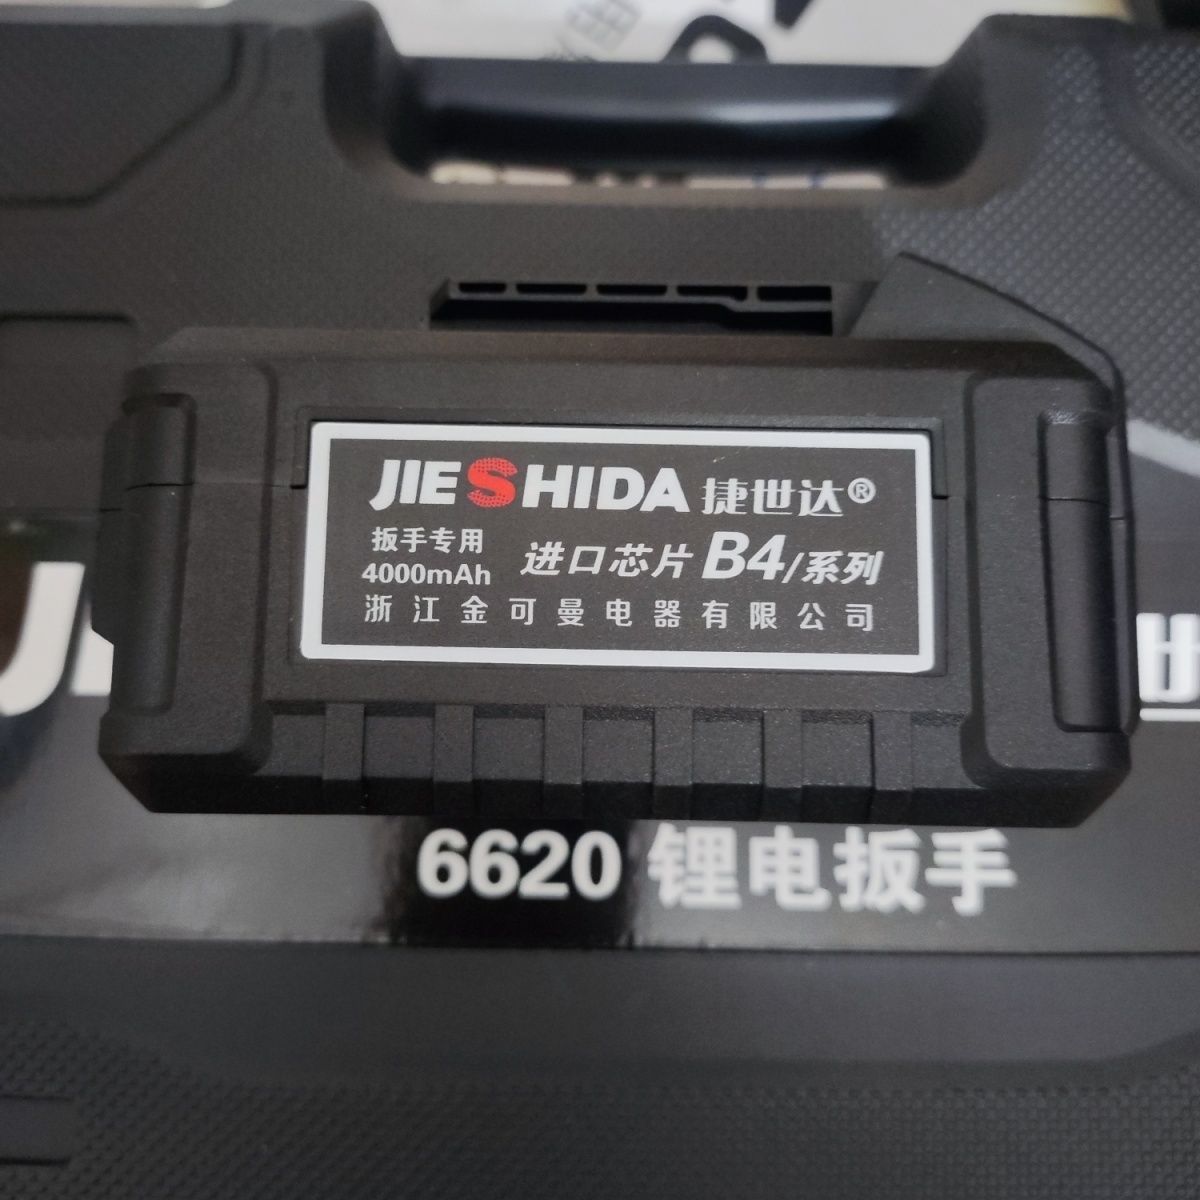 JIESHIDA 捷世达®
扳手专用 进口芯片 B4/系列
4000mAh
浙江金可曼电器有限公司
6620 锂电扳手